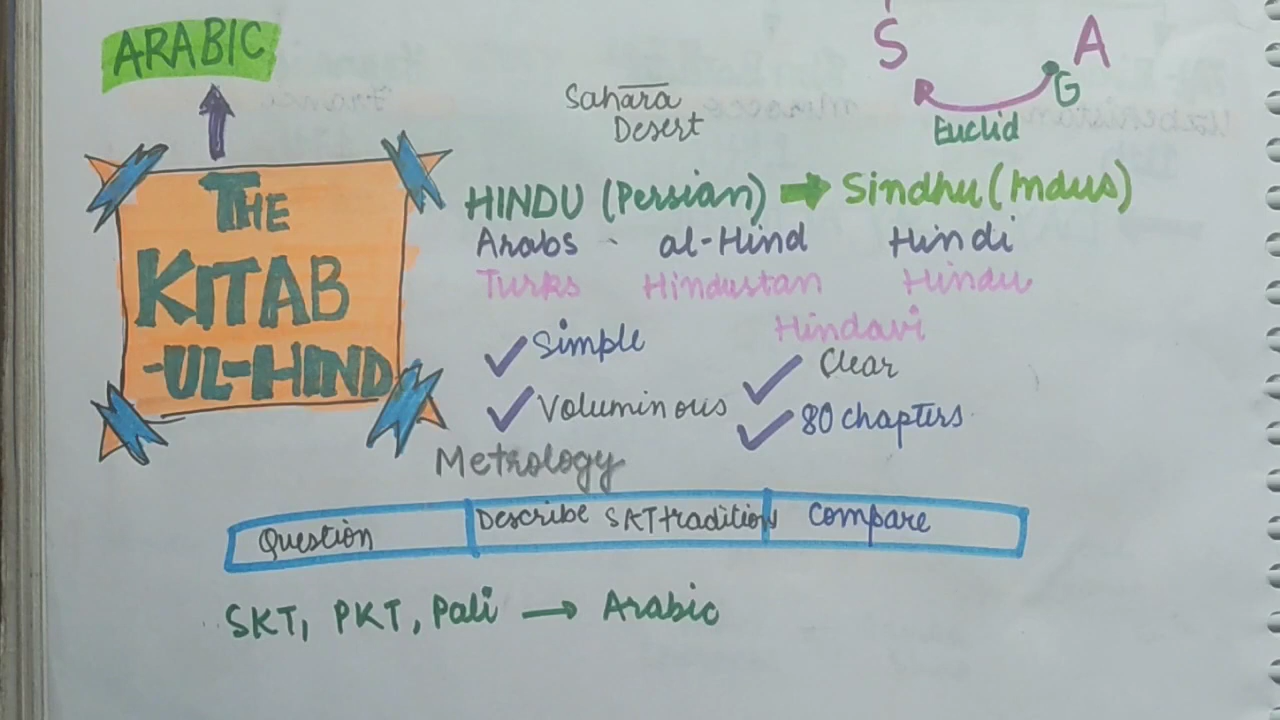 ARABIC
S A
R G
Euclid
Sahara
Desert
THE
KITAB
-UL-HIND
HINDU (Persian) → Sindhu (Indus)
Arabs al-Hind Hindi
Turks Hindustan Hindu
Hindavi
✓ Simple
✓ Clear
✓ Voluminous
✓ 80 chapters
Metrology
Question
Describe SKT traditions
Compare
SKT, PKT, Pali → Arabic